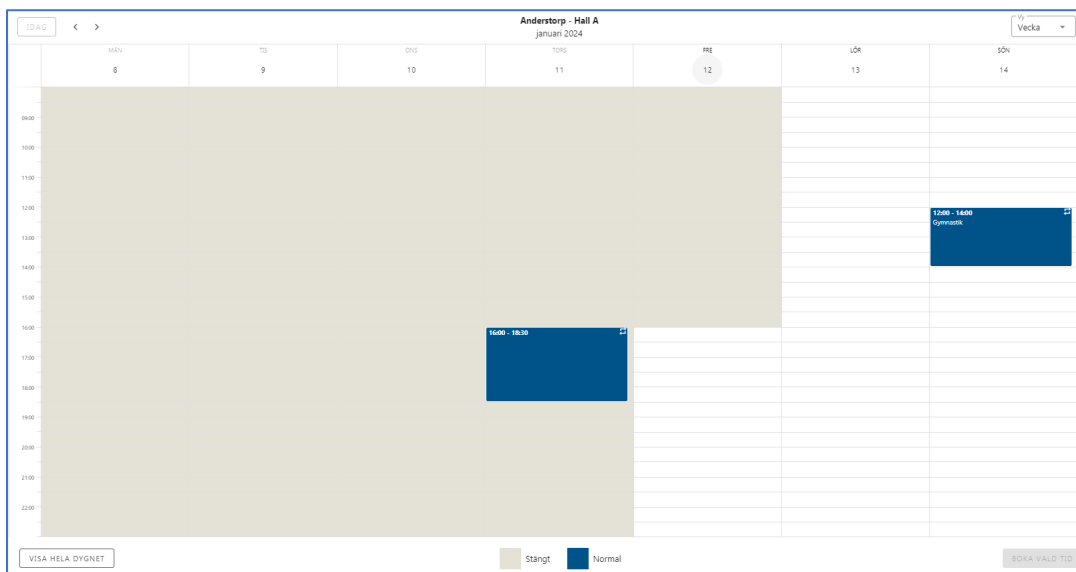 IDAG
Anderstorp - Hall A
januari 2024
Vy
Vecka
MÅN TIS ONS TORS FRE LÖR SÖN
8 9 10 11 12 13 14
09:00
10:00
11:00
12:00
12:00 - 14:00
Gymnastik
13:00
14:00
15:00
16:00
16:00 - 18:30
17:00
18:00
19:00
20:00
21:00
22:00
VISA HELA DYGNET
Stängt
Normal
BOKA VALD TID